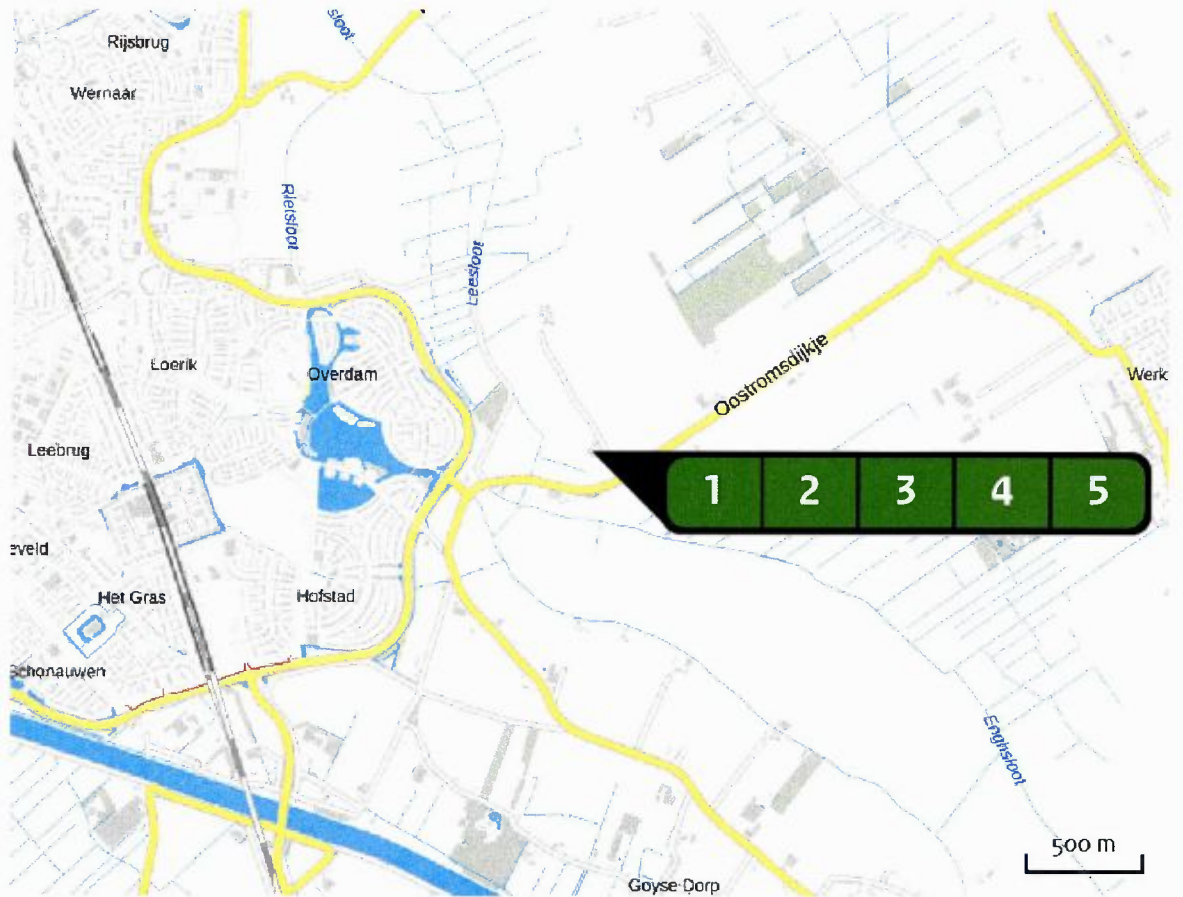 Rijsbrug
sloot
Wernaar
Rietsloot
Leesloot
Loerik
Overdam
Oostromsdijkje
Werk
Leebrug
1 2 3 4 5
eveld
Het Gras
Hofstad
Schonauwen
Enghsloot
500 m
Goyse Dorp